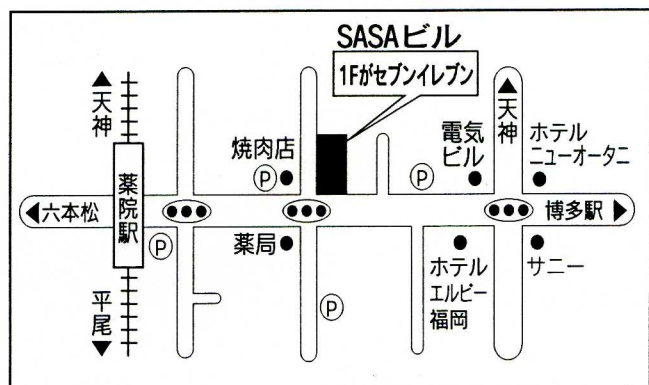 SASAビル
1Fがセブンイレブン
▲天神
▲天神
焼肉店
P
電気
ビル
P
ホテル
ニューオータニ
◀六本松
薬院駅
博多駅▶
P
薬局
P
ホテル
エルビー
福岡
サニー
平尾▼